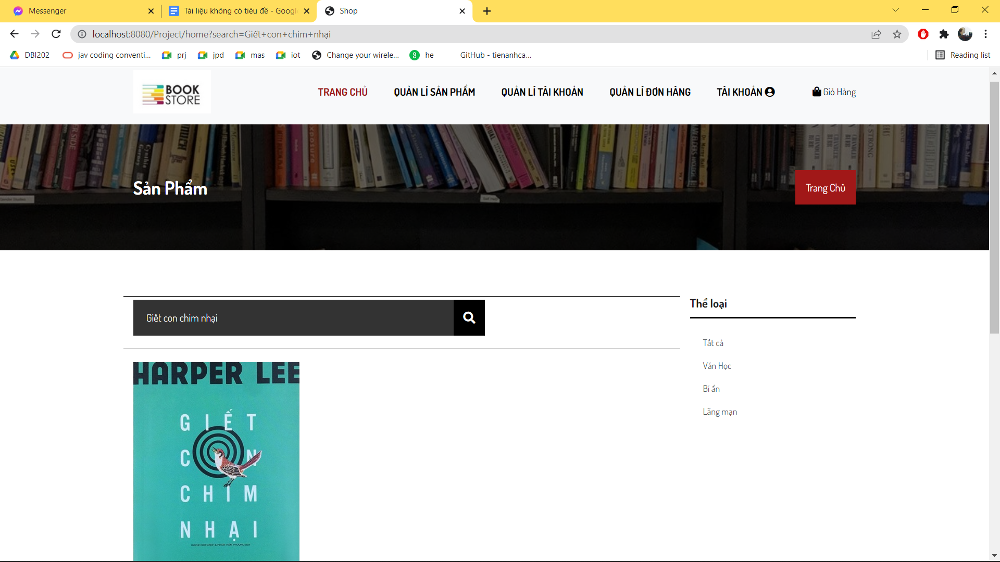 Messenger
Tài liệu không có tiêu đề - Googl
Shop
localhost:8080/Project/home?search=Giết+con+chim+nhại
DBI202
jav coding conventi...
prj
jpd
mas
iot
Change your wirele...
he
GitHub - tienanhca...
Reading list
BOOK
STORE
TRANG CHỦ
QUẢN LÍ SẢN PHẨM
QUẢN LÍ TÀI KHOẢN
QUẢN LÍ ĐƠN HÀNG
TÀI KHOẢN
Giỏ Hàng
Sản Phẩm
Trang Chủ
Giết con chim nhại
Thể loại
Tất cả
Văn Học
Bí ẩn
Lãng mạn
HARPER LEE
GIẾT
CON
CHIM
NHẠI